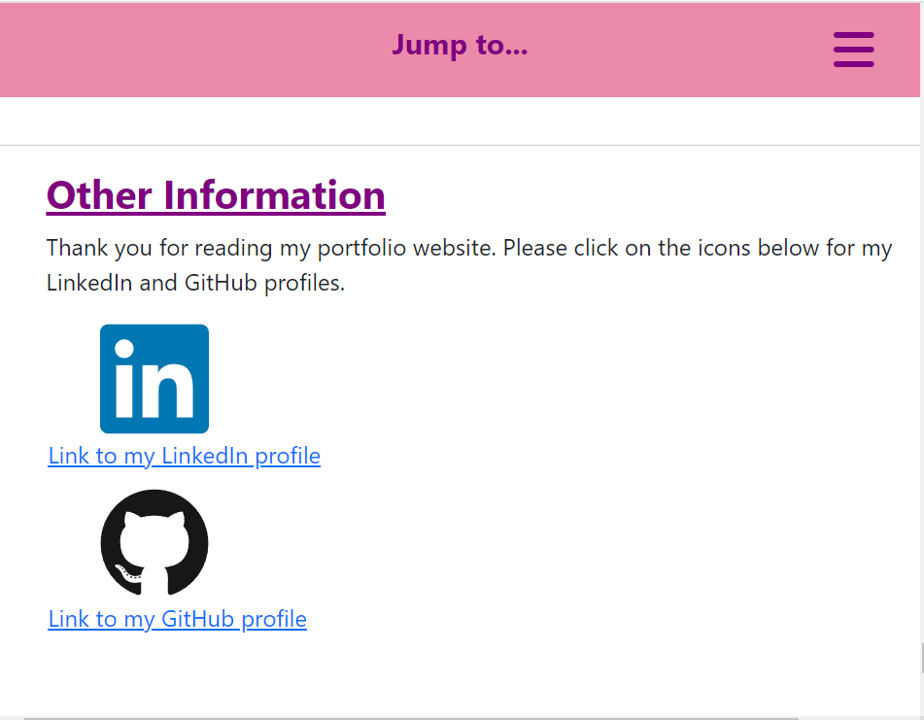 Jump to...
Other Information
Thank you for reading my portfolio website. Please click on the icons below for my
LinkedIn and GitHub profiles.
in
Link to my LinkedIn profile
Link to my GitHub profile